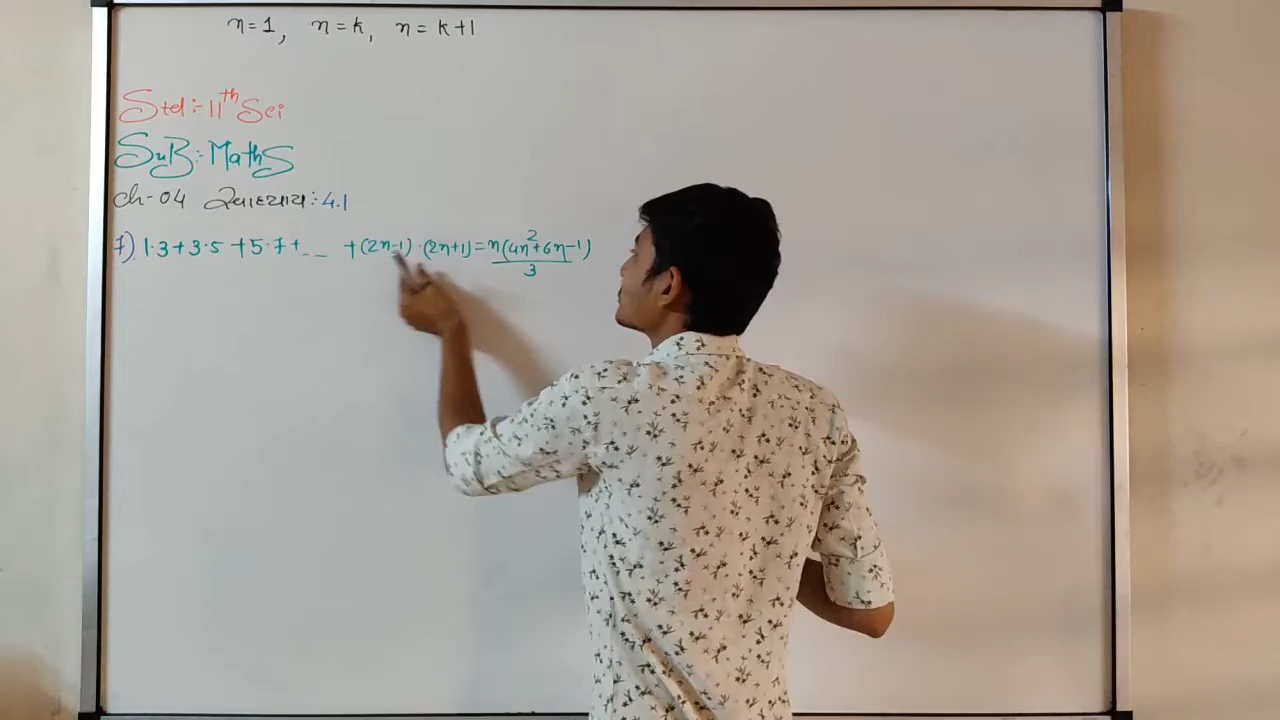 n=1, n=k, n=k+1
Std:-11th Sci
SuB:-MathS
ch-04 સ્વાધ્યાય:4.1
7) 1·3+3·5+5·7+ _ _ +(2n-1)·(2n+1)=n(4n²+6n-1)/3